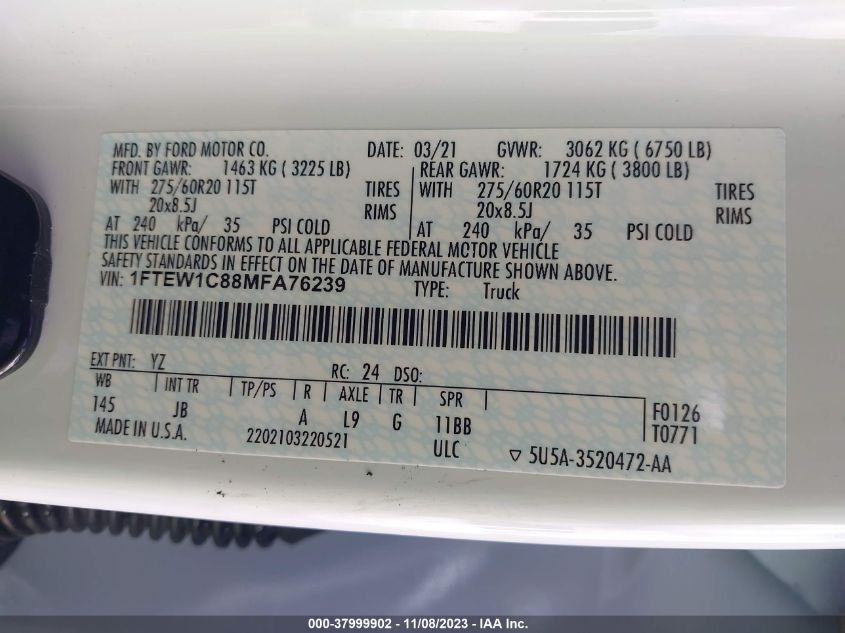 MFD. BY FORD MOTOR CO. DATE: 03/21 GVWR: 3062 KG ( 6750 LB)
FRONT GAWR: 1463 KG ( 3225 LB) REAR GAWR: 1724 KG ( 3800 LB)
WITH 275/60R20 115T TIRES WITH 275/60R20 115T TIRES
20x8.5J RIMS 20x8.5J RIMS
AT 240 kPa/ 35 PSI COLD AT 240 kPa/ 35 PSI COLD
THIS VEHICLE CONFORMS TO ALL APPLICABLE FEDERAL MOTOR VEHICLE
SAFETY STANDARDS IN EFFECT ON THE DATE OF MANUFACTURE SHOWN ABOVE.
VIN: 1FTEW1C88MFA76239 TYPE: Truck
EXT PNT: YZ RC: 24 DSO:
WB INT TR TP/PS R AXLE TR SPR
145 JB A L9 G 11BB F0126
T0771
MADE IN U.S.A. 2202103220521 ULC ▽ 5U5A-3520472-AA
000-37999902 - 11/08/2023 - IAA Inc.